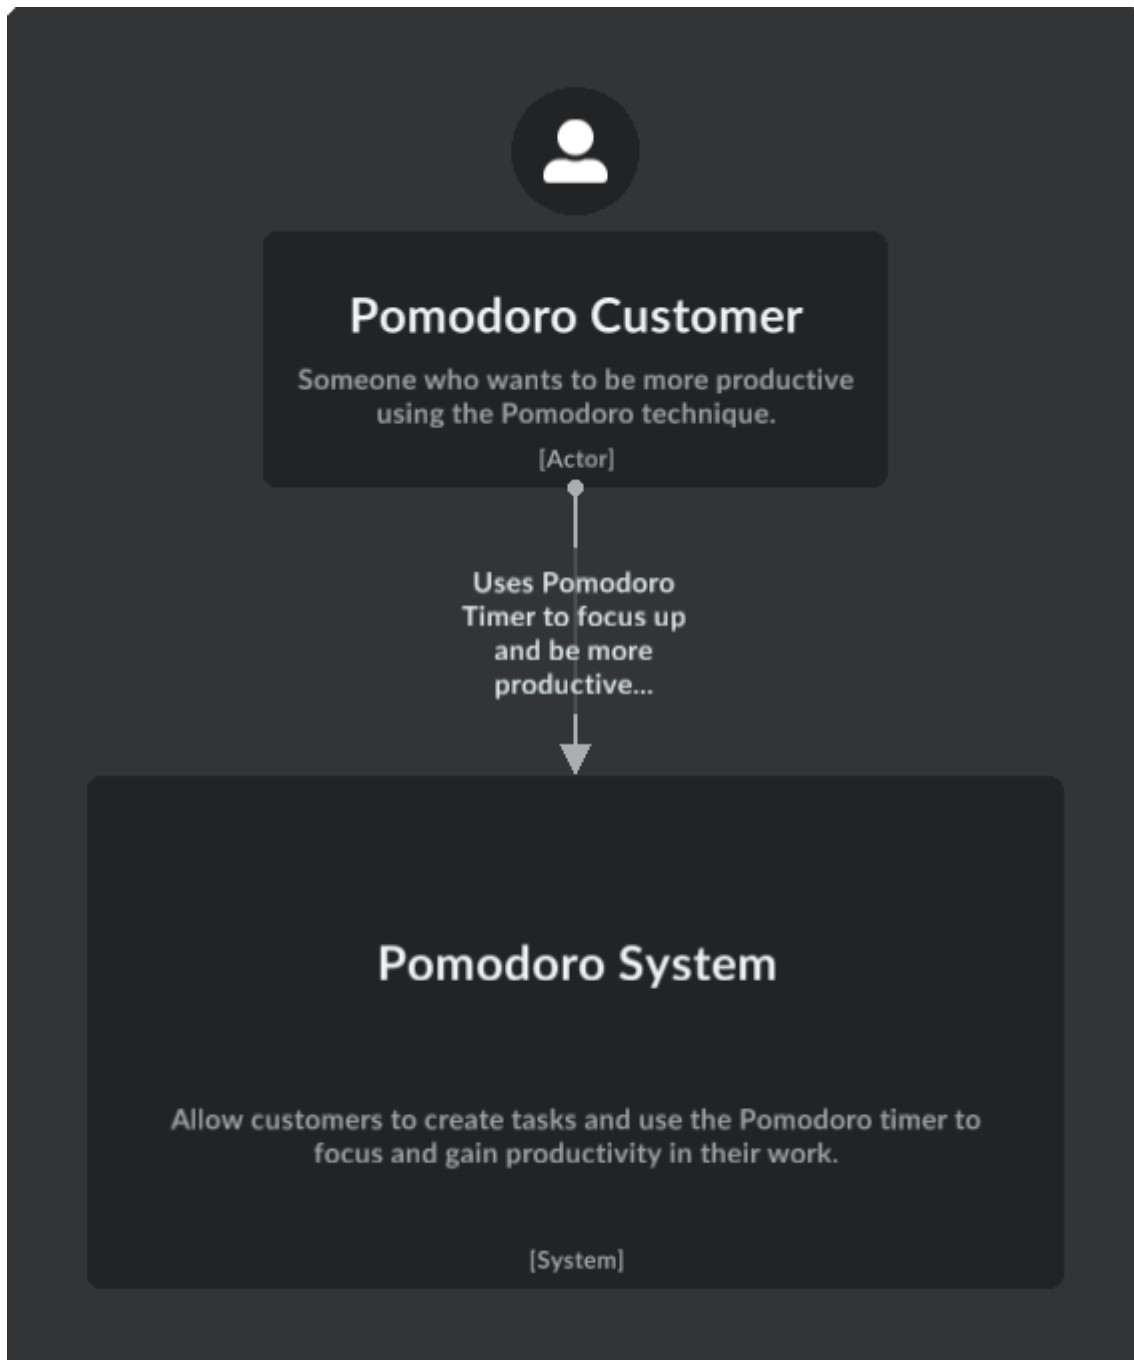 Pomodoro Customer
Someone who wants to be more productive
using the Pomodoro technique.
[Actor]
Uses Pomodoro
Timer to focus up
and be more
productive...
Pomodoro System
Allow customers to create tasks and use the Pomodoro timer to
focus and gain productivity in their work.
[System]